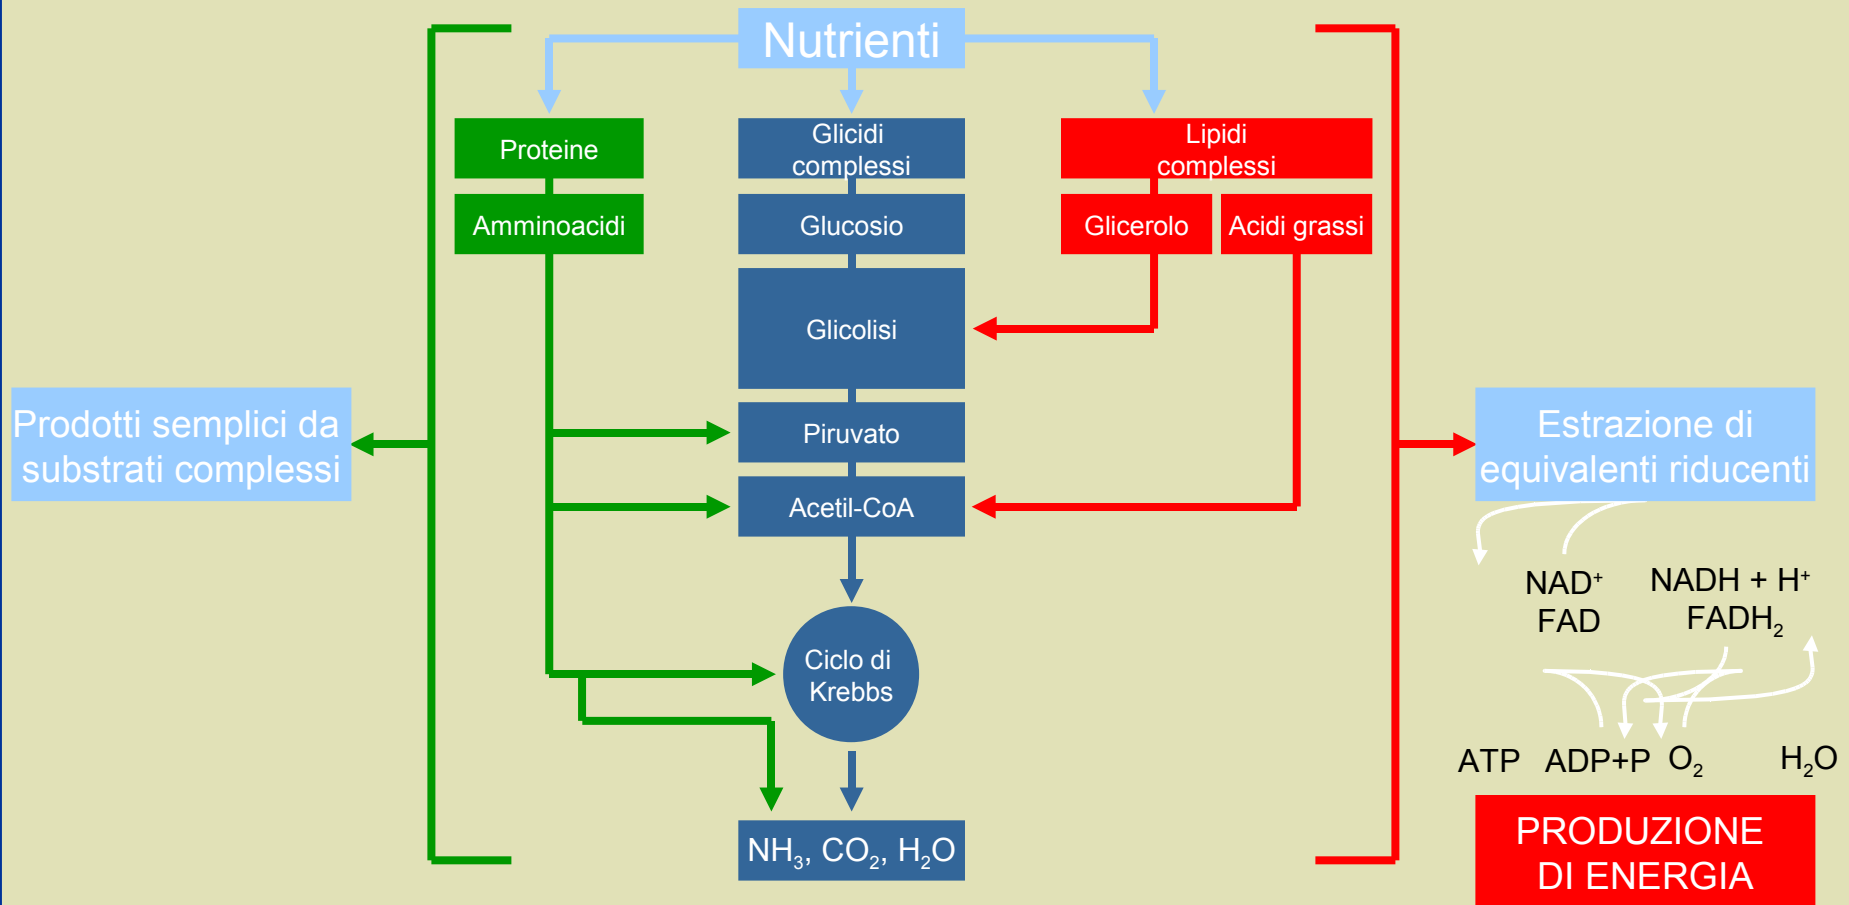 Nutrienti
Proteine
Glicidi
complessi
Lipidi
complessi
Amminoacidi
Glucosio
Glicerolo
Acidi grassi
Glicolisi
Prodotti semplici da
substrati complessi
Piruvato
Acetil-CoA
Estrazione di
equivalenti riducenti
NAD⁺
FAD
NADH + H⁺
FADH₂
Ciclo di
Krebbs
ATP
ADP+P
O₂
H₂O
NH₃, CO₂, H₂O
PRODUZIONE
DI ENERGIA